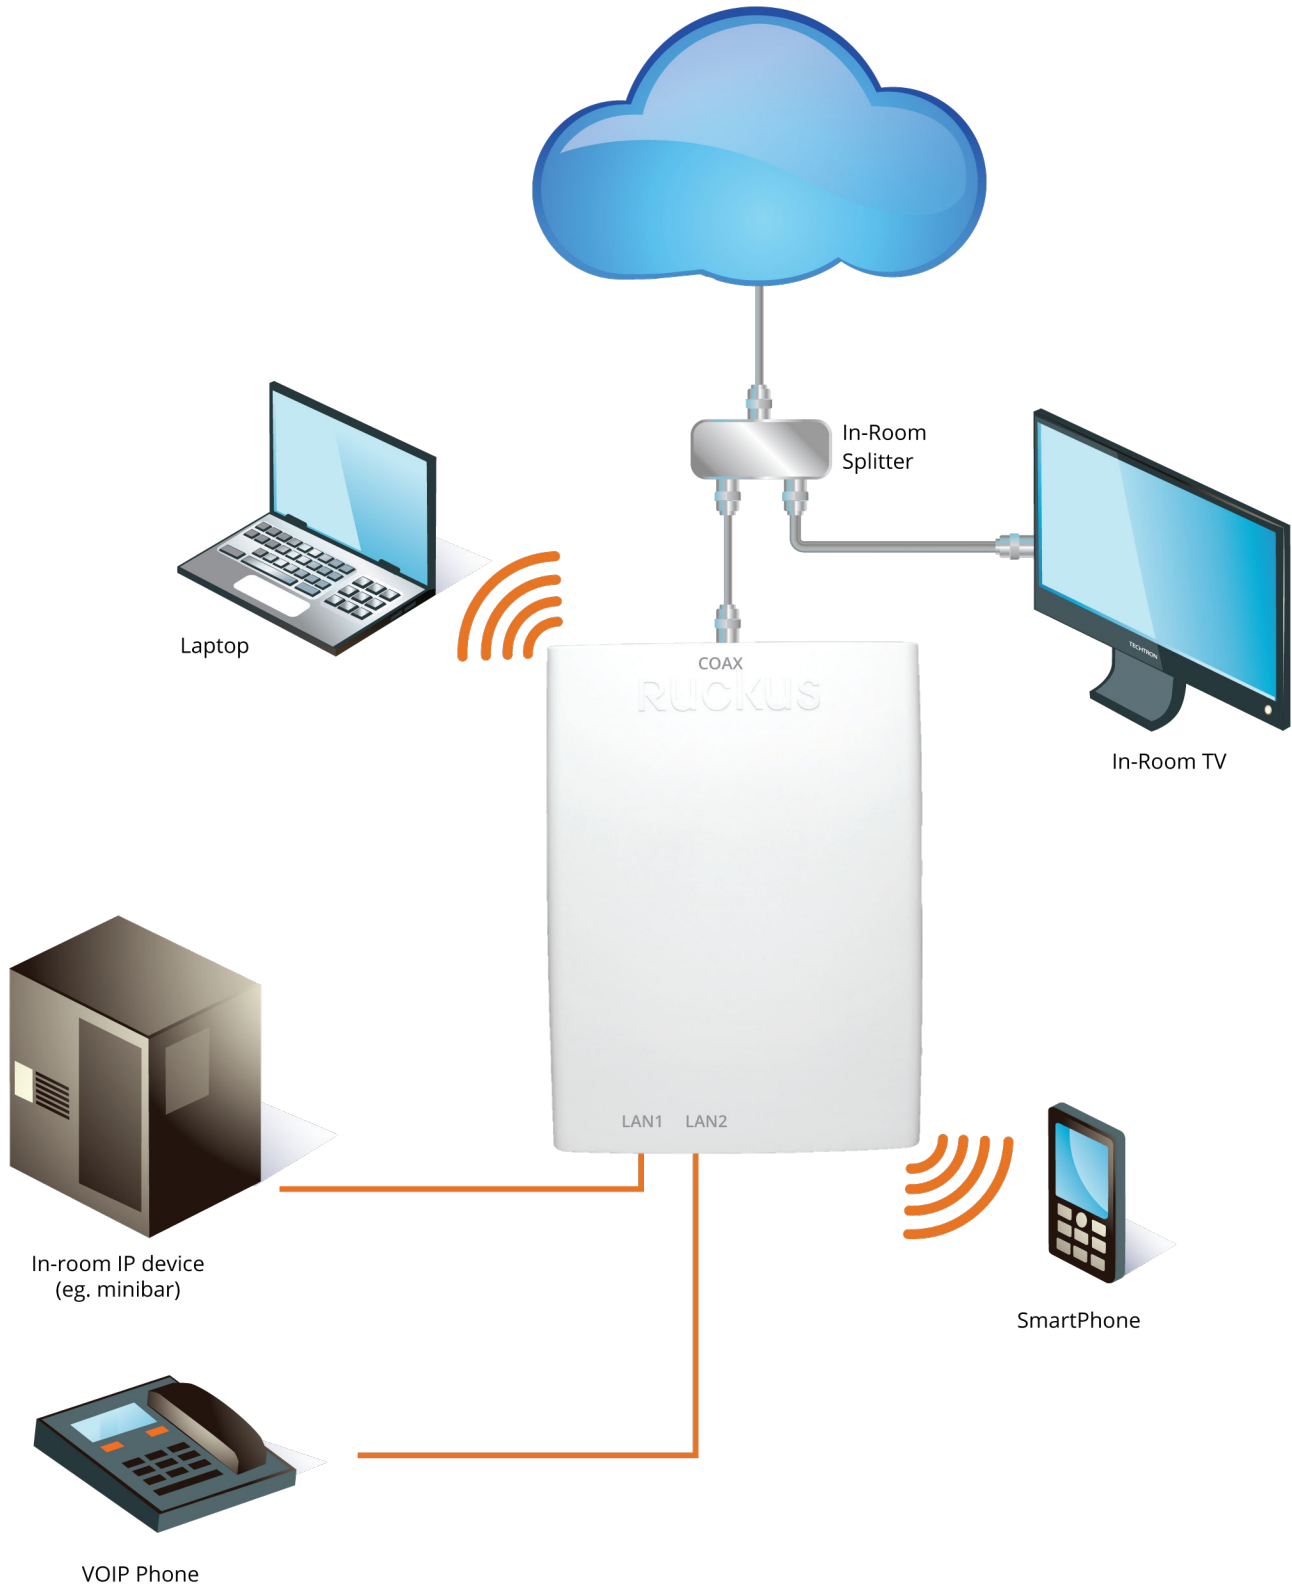 In-Room
Splitter
TECHTRON
Laptop
COAX
Ruckus
In-Room TV
LAN1 LAN2
In-room IP device
(eg. minibar)
SmartPhone
VOIP Phone